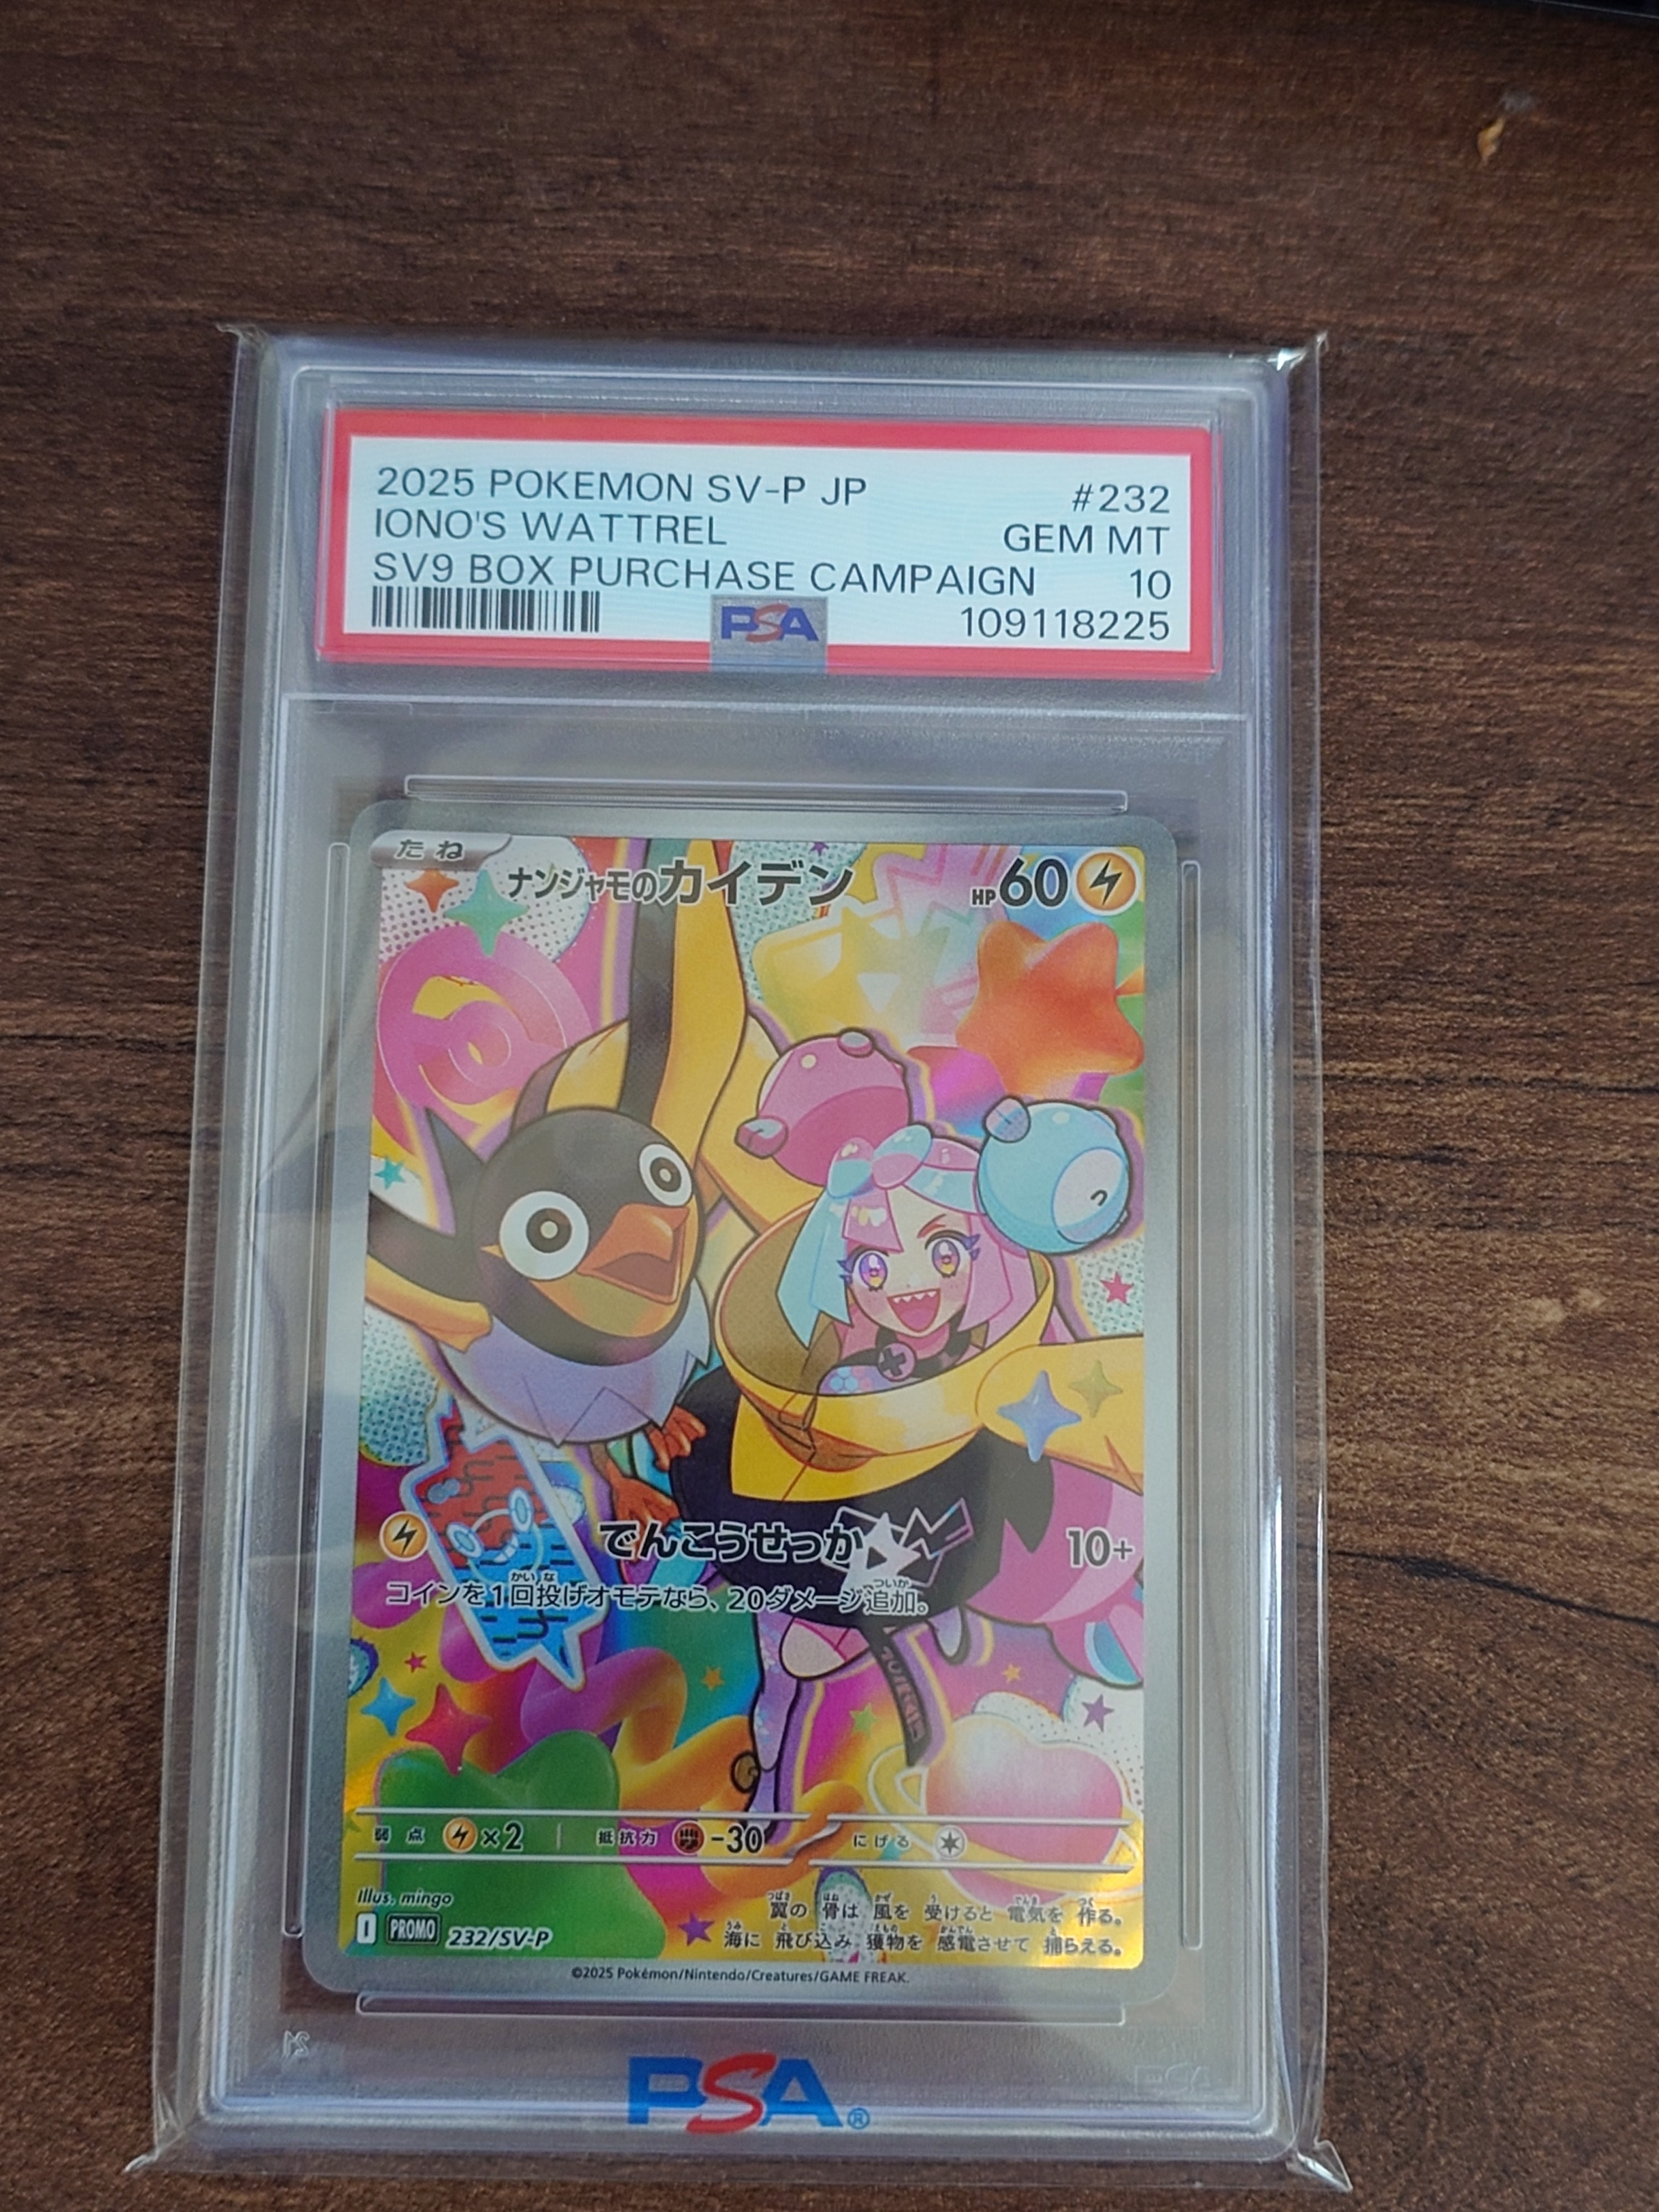 2025 POKEMON SV-P JP #232
IONO'S WATTREL GEM MT
SV9 BOX PURCHASE CAMPAIGN 10
PSA 109118225
たね ナンジャモのカイデン HP60
でんこうせっか 10+
コインを1回投げオモテなら、20ダメージ追加。
弱点 ×2 抵抗力 -30 にげる
Illus. mingo
I PROMO 232/SV-P
翼の骨は風を受けると電気を作る。
海に飛び込み獲物を感電させて捕らえる。
©2025 Pokémon/Nintendo/Creatures/GAME FREAK.
PSA®